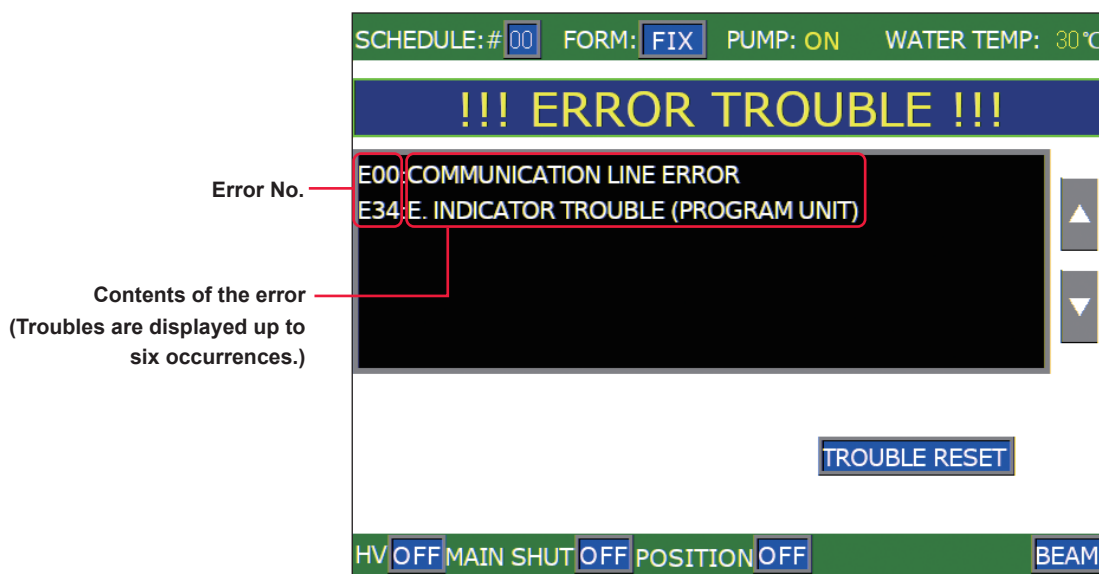 SCHEDULE:# 00 FORM: FIX PUMP: ON WATER TEMP: 30℃
!!! ERROR TROUBLE !!!
E00:COMMUNICATION LINE ERROR
E34:E. INDICATOR TROUBLE (PROGRAM UNIT)
Error No.
Contents of the error
(Troubles are displayed up to
six occurrences.)
▲
▼
TROUBLE RESET
HV OFF MAIN SHUT OFF POSITION OFF BEAM